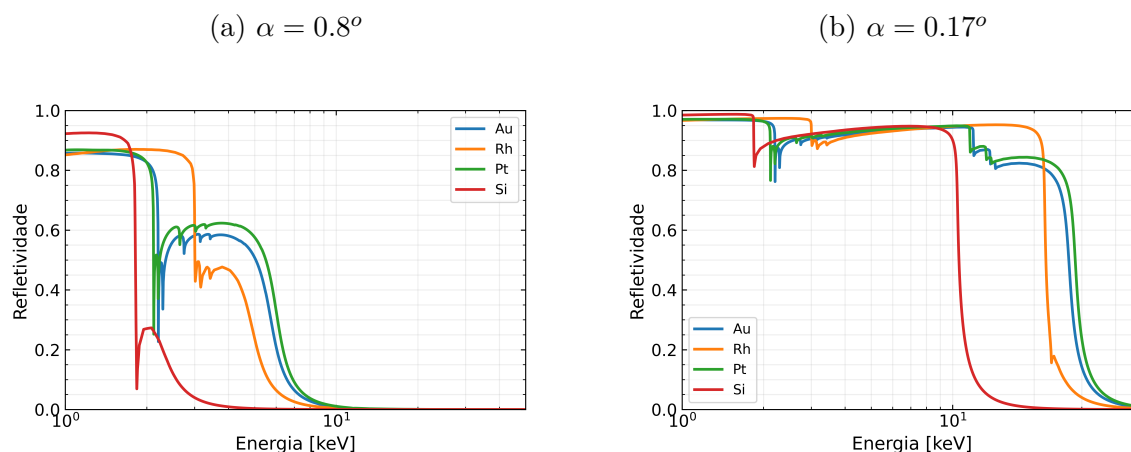 (a) α = 0.8º
(b) α = 0.17º
1.0
0.8
0.6
0.4
0.2
0.0
Refletividade
10⁰
10¹
Energia [keV]
Au
Rh
Pt
Si
1.0
0.8
0.6
0.4
0.2
0.0
Refletividade
10⁰
10¹
Energia [keV]
Au
Rh
Pt
Si